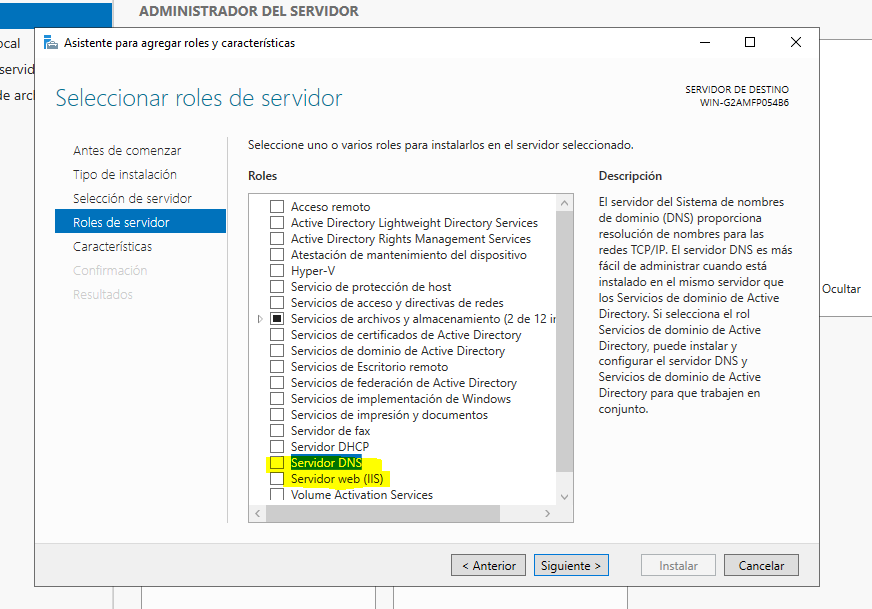 ADMINISTRADOR DEL SERVIDOR
ocal
servid
de arcl
Asistente para agregar roles y características
Seleccionar roles de servidor
SERVIDOR DE DESTINO
WIN-G2AMFP054B6
Antes de comenzar
Tipo de instalación
Selección de servidor
Roles de servidor
Características
Confirmación
Resultados
Seleccione uno o varios roles para instalarlos en el servidor seleccionado.
Roles
Acceso remoto
Active Directory Lightweight Directory Services
Active Directory Rights Management Services
Atestación de mantenimiento del dispositivo
Hyper-V
Servicio de protección de host
Servicios de acceso y directivas de redes
Servicios de archivos y almacenamiento (2 de 12 in
Servicios de certificados de Active Directory
Servicios de dominio de Active Directory
Servicios de Escritorio remoto
Servicios de federación de Active Directory
Servicios de implementación de Windows
Servicios de impresión y documentos
Servidor de fax
Servidor DHCP
Servidor DNS
Servidor web (IIS)
Volume Activation Services
Descripción
El servidor del Sistema de nombres
de dominio (DNS) proporciona
resolución de nombres para las
redes TCP/IP. El servidor DNS es más
fácil de administrar cuando está
instalado en el mismo servidor que
los Servicios de dominio de Active
Directory. Si selecciona el rol
Servicios de dominio de Active
Directory, puede instalar y
configurar el servidor DNS y
Servicios de dominio de Active
Directory para que trabajen en
conjunto.
Ocultar
< Anterior
Siguiente >
Instalar
Cancelar